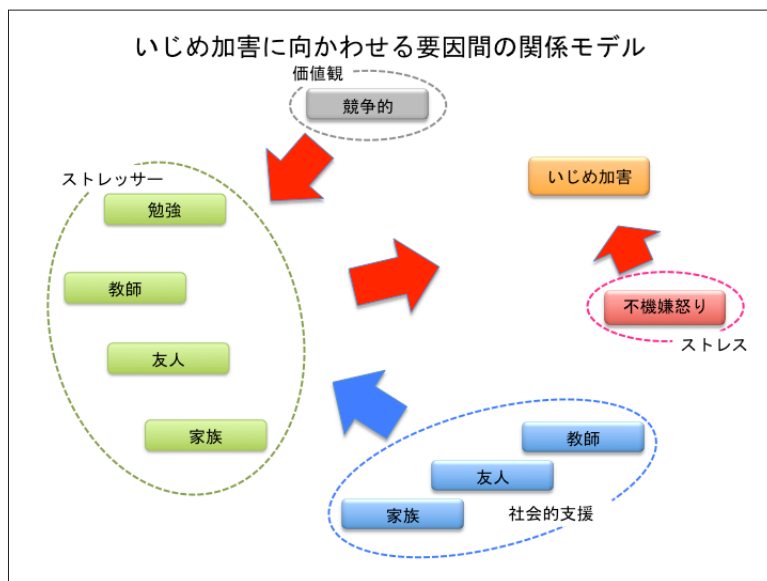 いじめ加害に向かわせる要因間の関係モデル
価値観
競争的
ストレッサー
勉強
教師
友人
家族
いじめ加害
不機嫌怒り
ストレス
教師
友人
家族
社会的支援